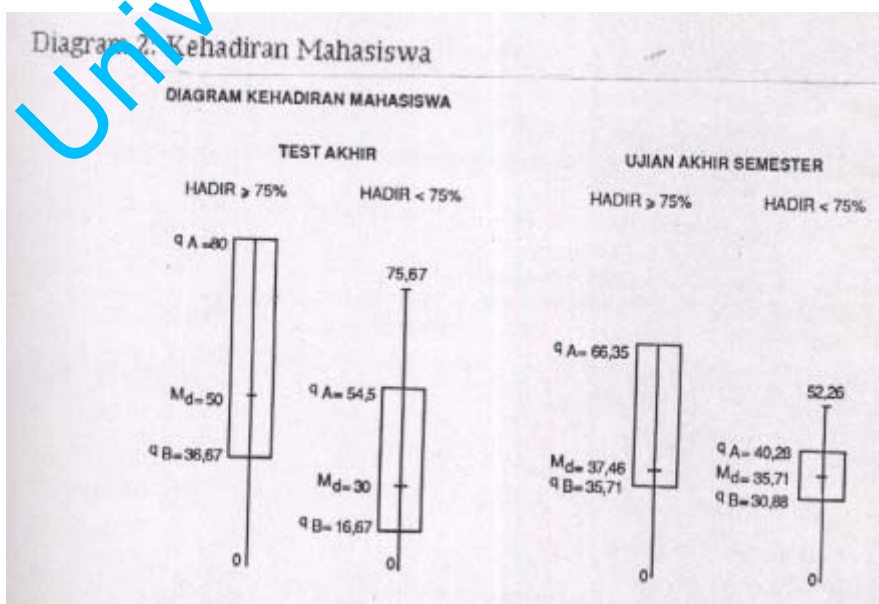 Diagram 2. Kehadiran Mahasiswa
Univ
DIAGRAM KEHADIRAN MAHASISWA
TEST AKHIR
HADIR ⩾ 75%
HADIR < 75%
q A =80
Md=50
q B=36,67
0
75,67
q A= 54,5
Md=30
q B= 16,67
0
UJIAN AKHIR SEMESTER
HADIR ⩾ 75%
HADIR < 75%
q A= 66,35
Md= 37,46
q B= 35,71
0
52,26
q A= 40,28
Md= 35,71
q B= 30,88
0